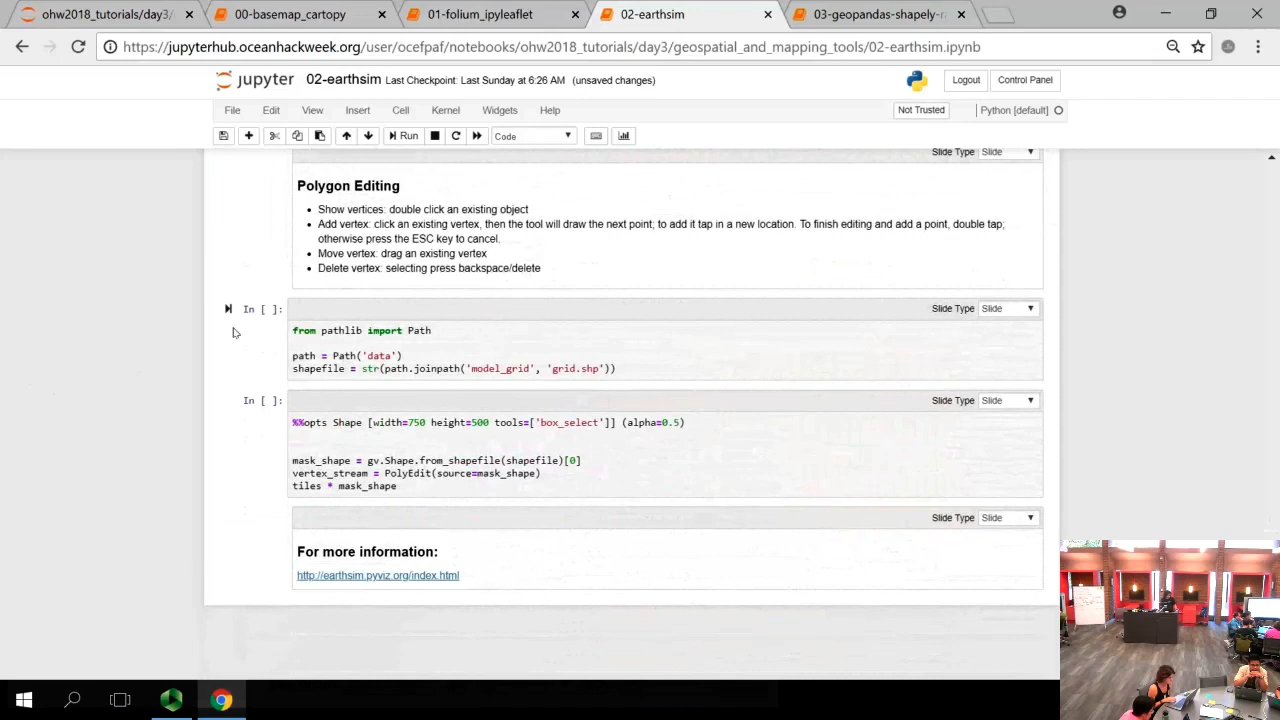 ohw2018_tutorials/day3/
00-basemap_cartopy
01-folium_ipyleaflet
02-earthsim
03-geopandas-shapely-r
https://jupyterhub.oceanhackweek.org/user/ocefpaf/notebooks/ohw2018_tutorials/day3/geospatial_and_mapping_tools/02-earthsim.ipynb
jupyter 02-earthsim Last Checkpoint: Last Sunday at 6:26 AM (unsaved changes)
Logout
Control Panel
File Edit View Insert Cell Kernel Widgets Help
Not Trusted
Python [default]
Run
Code
Slide Type Slide
Polygon Editing
• Show vertices: double click an existing object
• Add vertex: click an existing vertex, then the tool will draw the next point; to add it tap in a new location. To finish editing and add a point, double tap;
otherwise press the ESC key to cancel.
• Move vertex: drag an existing vertex
• Delete vertex: selecting press backspace/delete
In [ ]:
Slide Type Slide
from pathlib import Path
path = Path('data')
shapefile = str(path.joinpath('model_grid', 'grid.shp'))
In [ ]:
Slide Type Slide
%%opts Shape [width=750 height=500 tools=['box_select']] (alpha=0.5)
mask_shape = gv.Shape.from_shapefile(shapefile)[0]
vertex_stream = PolyEdit(source=mask_shape)
tiles * mask_shape
Slide Type Slide
For more information:
http://earthsim.pyviz.org/index.html